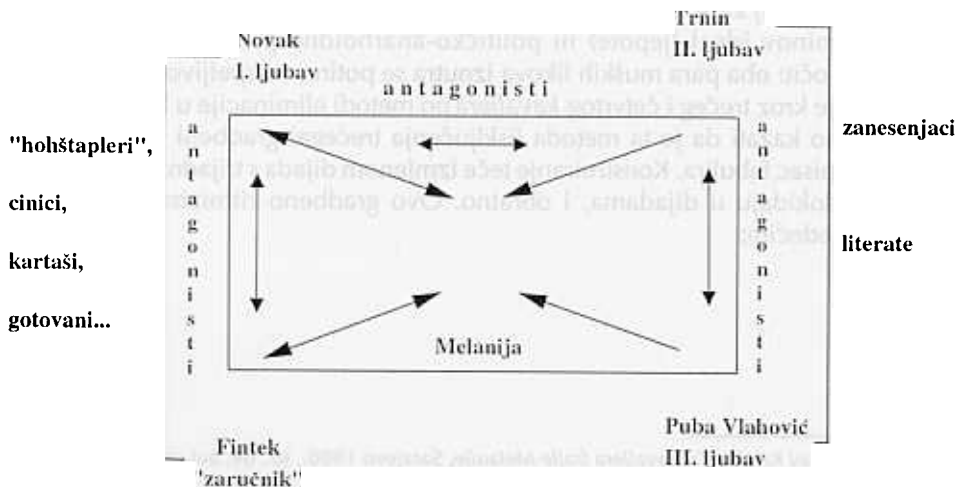 Novak
I. ljubav
Trnin
II. ljubav
antagonisti
"hohštapleri",
cinici,
kartaši,
gotovani...
antagonisti
antagonisti
zanesenjaci
literate
Melanija
Fintek
'zaručnik"
Puba Vlahović
III. ljubav